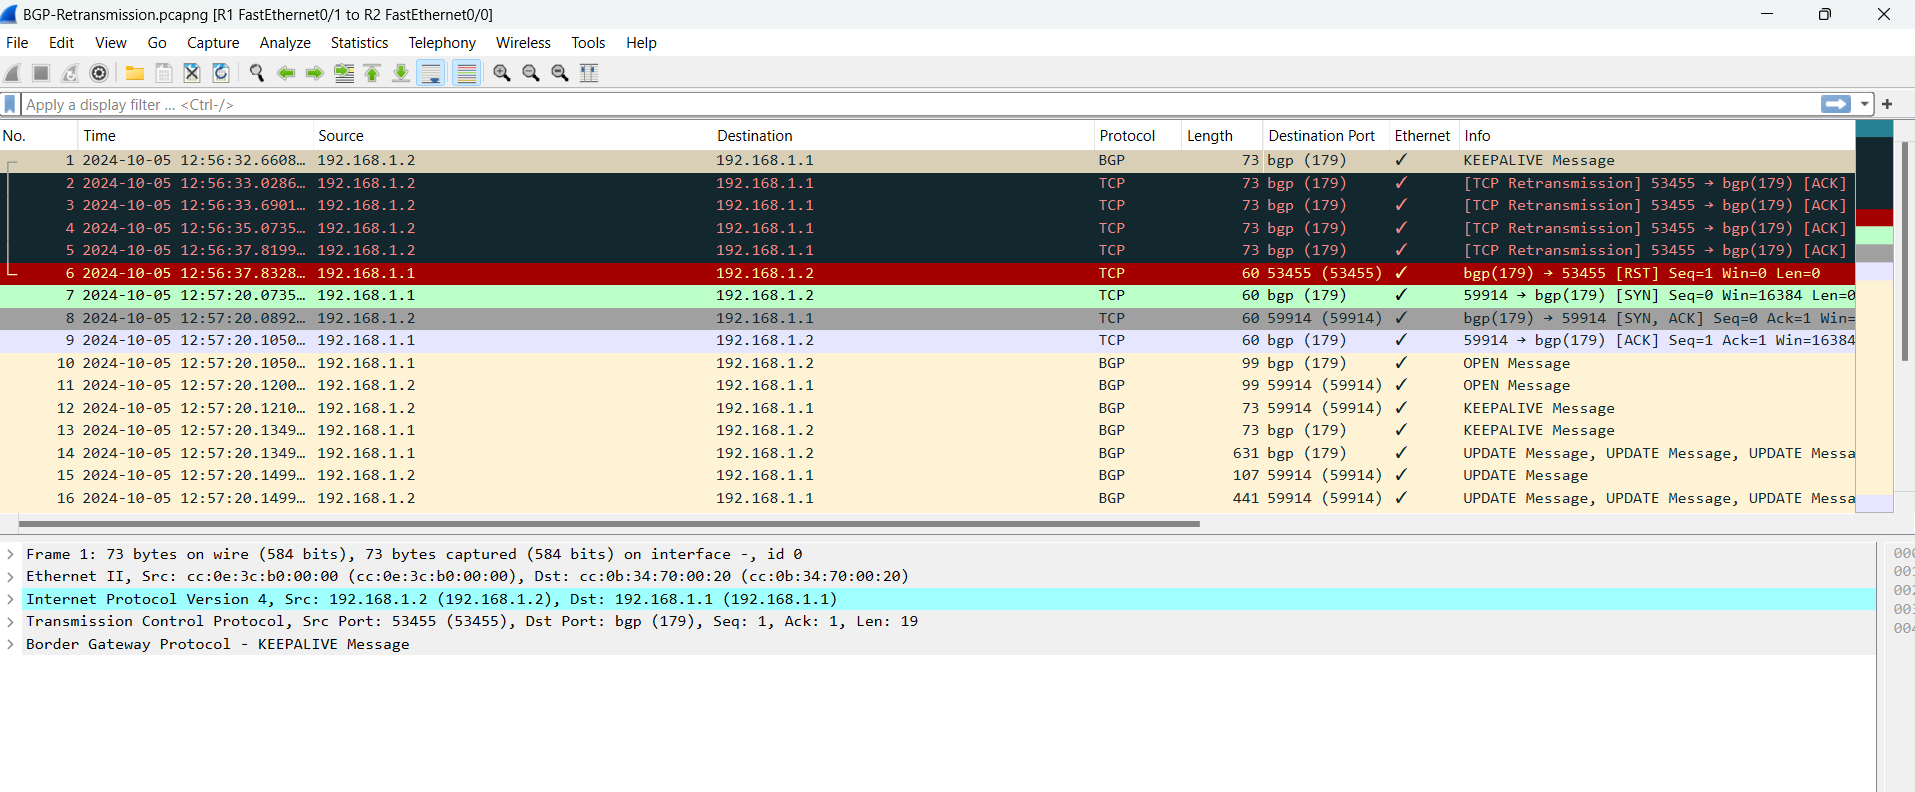 BGP-Retransmission.pcapng [R1 FastEthernet0/1 to R2 FastEthernet0/0]
File Edit View Go Capture Analyze Statistics Telephony Wireless Tools Help
Apply a display filter ... <Ctrl-/>
No. Time Source Destination Protocol Length Destination Port Ethernet Info
1 2024-10-05 12:56:32.6608… 192.168.1.2 192.168.1.1 BGP 73 bgp (179) ✓ KEEPALIVE Message
2 2024-10-05 12:56:33.0286… 192.168.1.2 192.168.1.1 TCP 73 bgp (179) ✓ [TCP Retransmission] 53455 → bgp(179) [ACK]
3 2024-10-05 12:56:33.6901… 192.168.1.2 192.168.1.1 TCP 73 bgp (179) ✓ [TCP Retransmission] 53455 → bgp(179) [ACK]
4 2024-10-05 12:56:35.0735… 192.168.1.2 192.168.1.1 TCP 73 bgp (179) ✓ [TCP Retransmission] 53455 → bgp(179) [ACK]
5 2024-10-05 12:56:37.8199… 192.168.1.2 192.168.1.1 TCP 73 bgp (179) ✓ [TCP Retransmission] 53455 → bgp(179) [ACK]
6 2024-10-05 12:56:37.8328… 192.168.1.1 192.168.1.2 TCP 60 53455 (53455) ✓ bgp(179) → 53455 [RST] Seq=1 Win=0 Len=0
7 2024-10-05 12:57:20.0735… 192.168.1.1 192.168.1.2 TCP 60 bgp (179) ✓ 59914 → bgp(179) [SYN] Seq=0 Win=16384 Len=0
8 2024-10-05 12:57:20.0892… 192.168.1.2 192.168.1.1 TCP 60 59914 (59914) ✓ bgp(179) → 59914 [SYN, ACK] Seq=0 Ack=1 Win=
9 2024-10-05 12:57:20.1050… 192.168.1.1 192.168.1.2 TCP 60 bgp (179) ✓ 59914 → bgp(179) [ACK] Seq=1 Ack=1 Win=16384
10 2024-10-05 12:57:20.1050… 192.168.1.1 192.168.1.2 BGP 99 bgp (179) ✓ OPEN Message
11 2024-10-05 12:57:20.1200… 192.168.1.2 192.168.1.1 BGP 99 59914 (59914) ✓ OPEN Message
12 2024-10-05 12:57:20.1210… 192.168.1.2 192.168.1.1 BGP 73 59914 (59914) ✓ KEEPALIVE Message
13 2024-10-05 12:57:20.1349… 192.168.1.1 192.168.1.2 BGP 73 bgp (179) ✓ KEEPALIVE Message
14 2024-10-05 12:57:20.1349… 192.168.1.1 192.168.1.2 BGP 631 bgp (179) ✓ UPDATE Message, UPDATE Message, UPDATE Messa
15 2024-10-05 12:57:20.1499… 192.168.1.2 192.168.1.1 BGP 107 59914 (59914) ✓ UPDATE Message
16 2024-10-05 12:57:20.1499… 192.168.1.2 192.168.1.1 BGP 441 59914 (59914) ✓ UPDATE Message, UPDATE Message, UPDATE Messa
Frame 1: 73 bytes on wire (584 bits), 73 bytes captured (584 bits) on interface -, id 0
Ethernet II, Src: cc:0e:3c:b0:00:00 (cc:0e:3c:b0:00:00), Dst: cc:0b:34:70:00:20 (cc:0b:34:70:00:20)
Internet Protocol Version 4, Src: 192.168.1.2 (192.168.1.2), Dst: 192.168.1.1 (192.168.1.1)
Transmission Control Protocol, Src Port: 53455 (53455), Dst Port: bgp (179), Seq: 1, Ack: 1, Len: 19
Border Gateway Protocol - KEEPALIVE Message